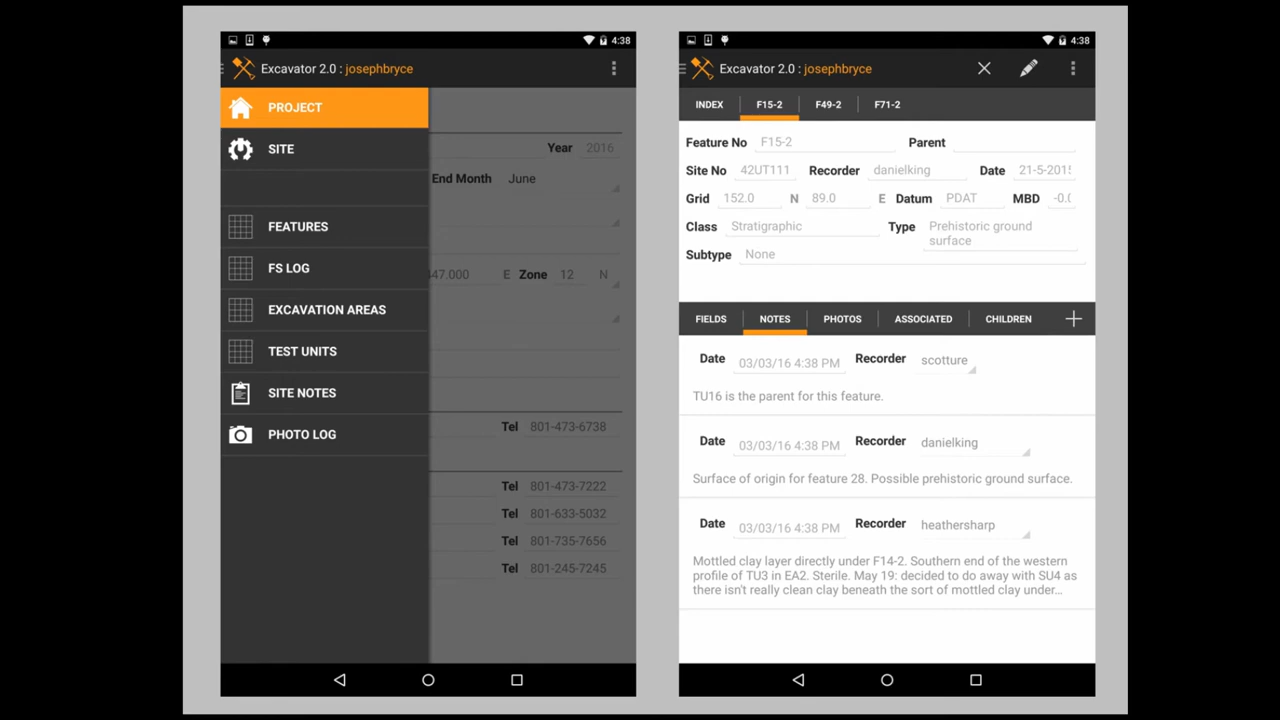 4:38
Excavator 2.0 : josephbryce
PROJECT
SITE
FEATURES
FS LOG
EXCAVATION AREAS
TEST UNITS
SITE NOTES
PHOTO LOG
Year 2016
End Month June
447.000 E Zone 12 N
Tel 801-473-6738
Tel 801-473-7222
Tel 801-633-5032
Tel 801-735-7656
Tel 801-245-7245
4:38
Excavator 2.0 : josephbryce
INDEX F15-2 F49-2 F71-2
Feature No F15-2 Parent
Site No 42UT111 Recorder danielking Date 21-5-2015
Grid 152.0 N 89.0 E Datum PDAT MBD -0.0
Class Stratigraphic Type Prehistoric ground
surface
Subtype None
FIELDS NOTES PHOTOS ASSOCIATED CHILDREN
Date 03/03/16 4:38 PM Recorder scotture
TU16 is the parent for this feature.
Date 03/03/16 4:38 PM Recorder danielking
Surface of origin for feature 28. Possible prehistoric ground surface.
Date 03/03/16 4:38 PM Recorder heathersharp
Mottled clay layer directly under F14-2. Southern end of the western
profile of TU3 in EA2. Sterile. May 19: decided to do away with SU4 as
there isn't really clean clay beneath the sort of mottled clay under...